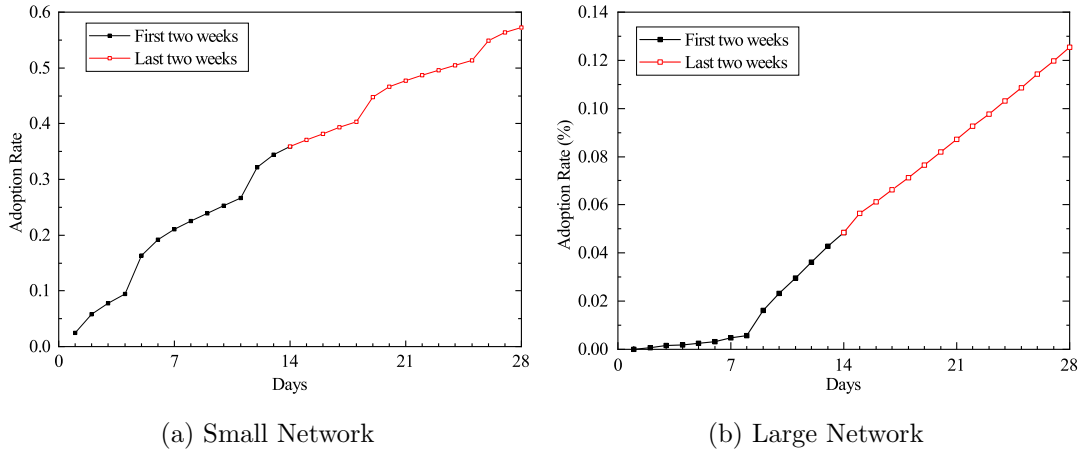 0.6
0.5
0.4
0.3
0.2
0.1
0.0
Adoption Rate
First two weeks
Last two weeks
0
7
14
21
28
Days
(a) Small Network
0.14
0.12
0.10
0.08
0.06
0.04
0.02
0.00
Adoption Rate (%)
First two weeks
Last two weeks
0
7
14
21
28
Days
(b) Large Network